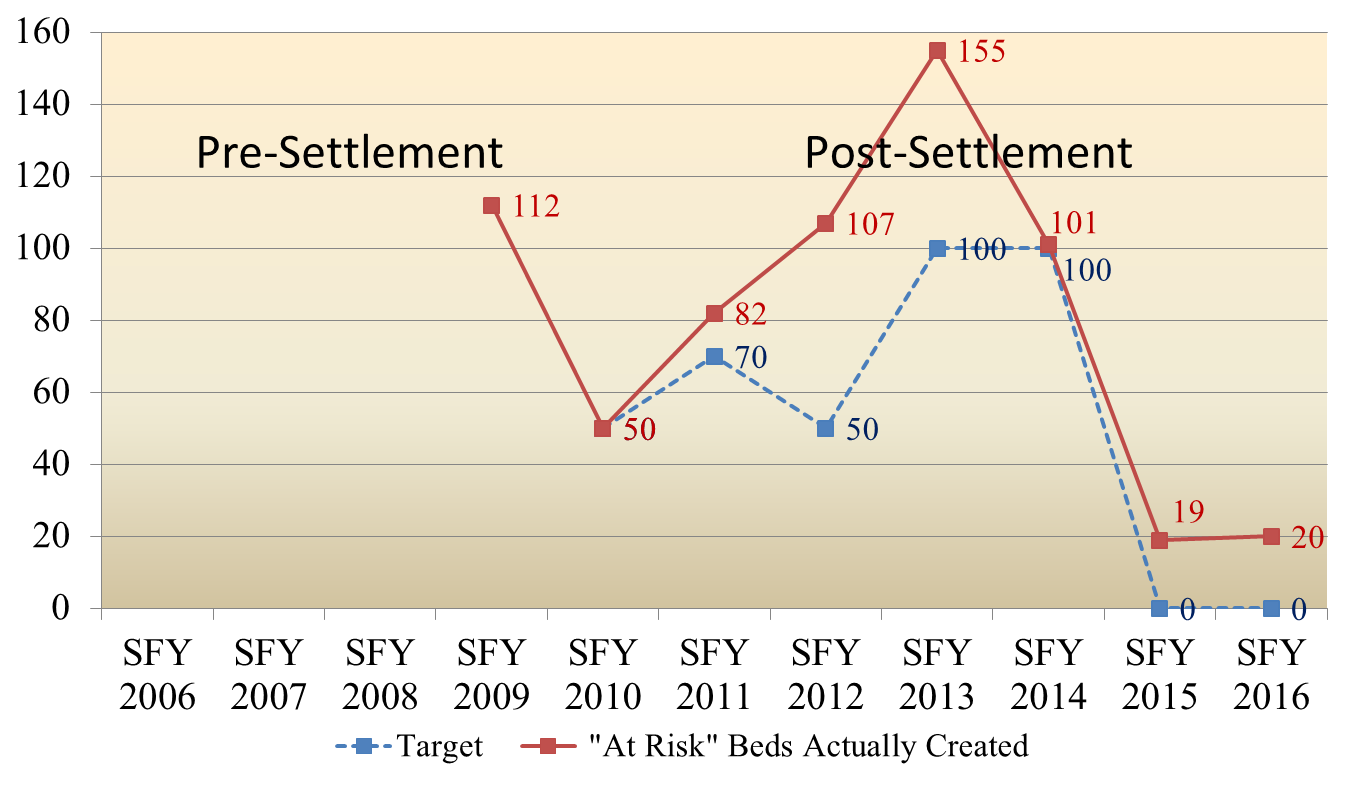 160
140
Pre-Settlement
Post-Settlement
120
100
80
60
40
20
0
112
50
82
107
155
101
19
20
70
50
100
100
0
0
SFY 2006
SFY 2007
SFY 2008
SFY 2009
SFY 2010
SFY 2011
SFY 2012
SFY 2013
SFY 2014
SFY 2015
SFY 2016
Target
"At Risk" Beds Actually Created